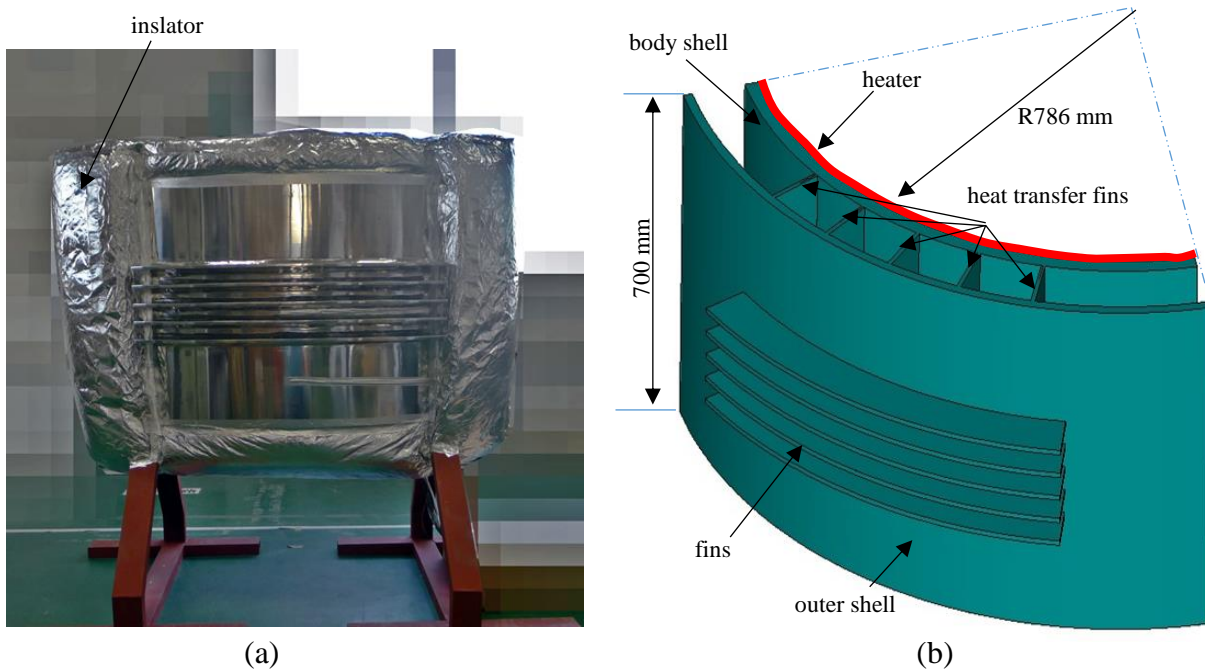 inslator
body shell
heater
R786 mm
heat transfer fins
700 mm
fins
outer shell
(a)
(b)